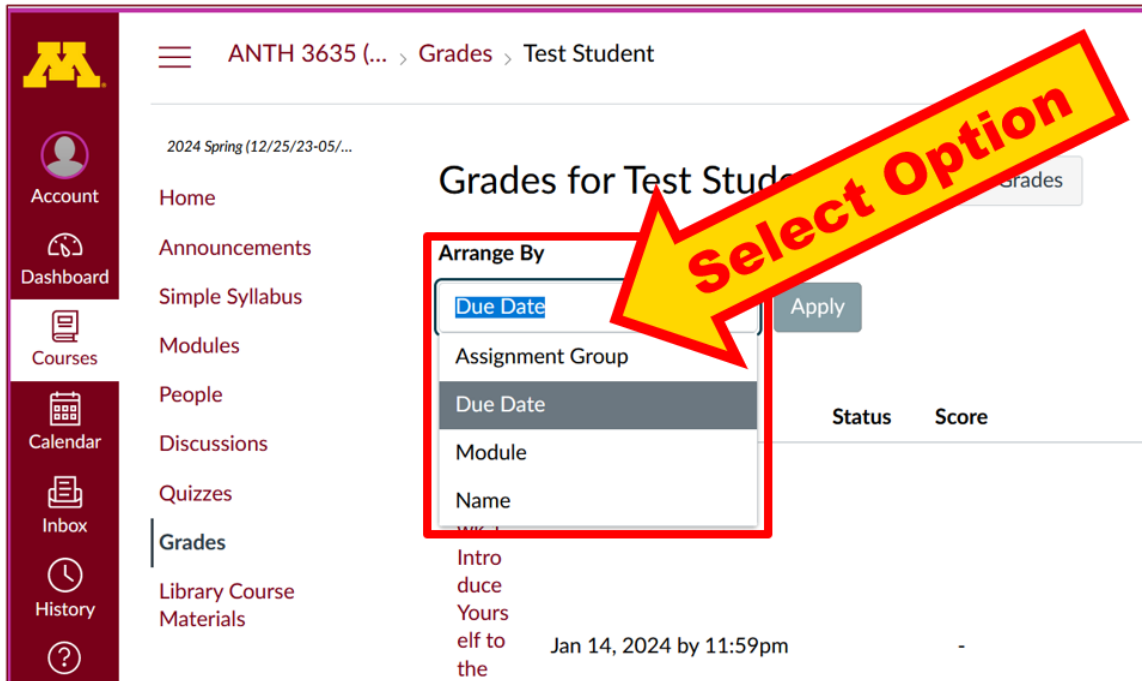 ANTH 3635 (... > Grades > Test Student
Account
Dashboard
Courses
Calendar
Inbox
History
2024 Spring (12/25/23-05/...
Home
Announcements
Simple Syllabus
Modules
People
Discussions
Quizzes
Grades
Library Course
Materials
Grades for Test Stud
Grades
Select Option
Arrange By
Due Date
Apply
Assignment Group
Due Date
Module
Name
Status Score
Intro
duce
Yours
elf to
the
Jan 14, 2024 by 11:59pm -